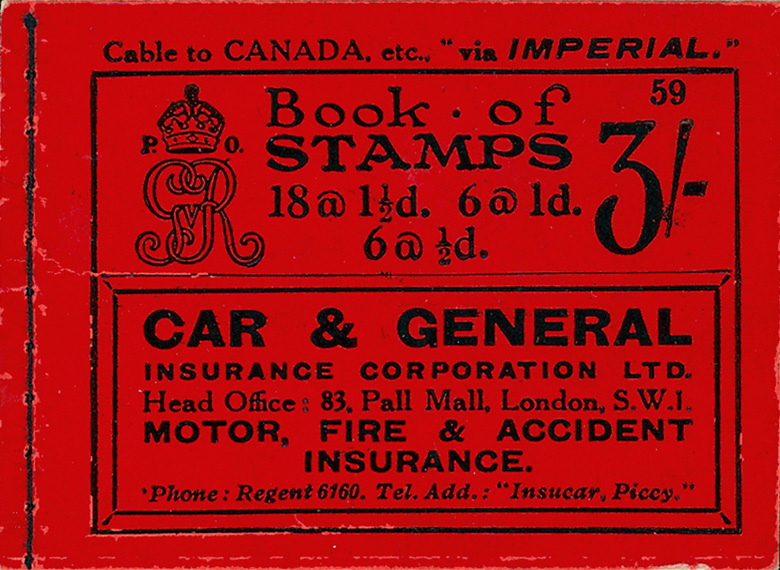 Cable to CANADA, etc., "via IMPERIAL."
59
P. O.
GR
Book · of
STAMPS
3/-
18 @ 1½d. 6 @ 1d.
6 @ ½d.
CAR & GENERAL
INSURANCE CORPORATION LTD.
Head Office: 83, Pall Mall, London, S.W.1.
MOTOR, FIRE & ACCIDENT
INSURANCE.
'Phone: Regent 6160. Tel. Add.: "Insucar, Piccy."